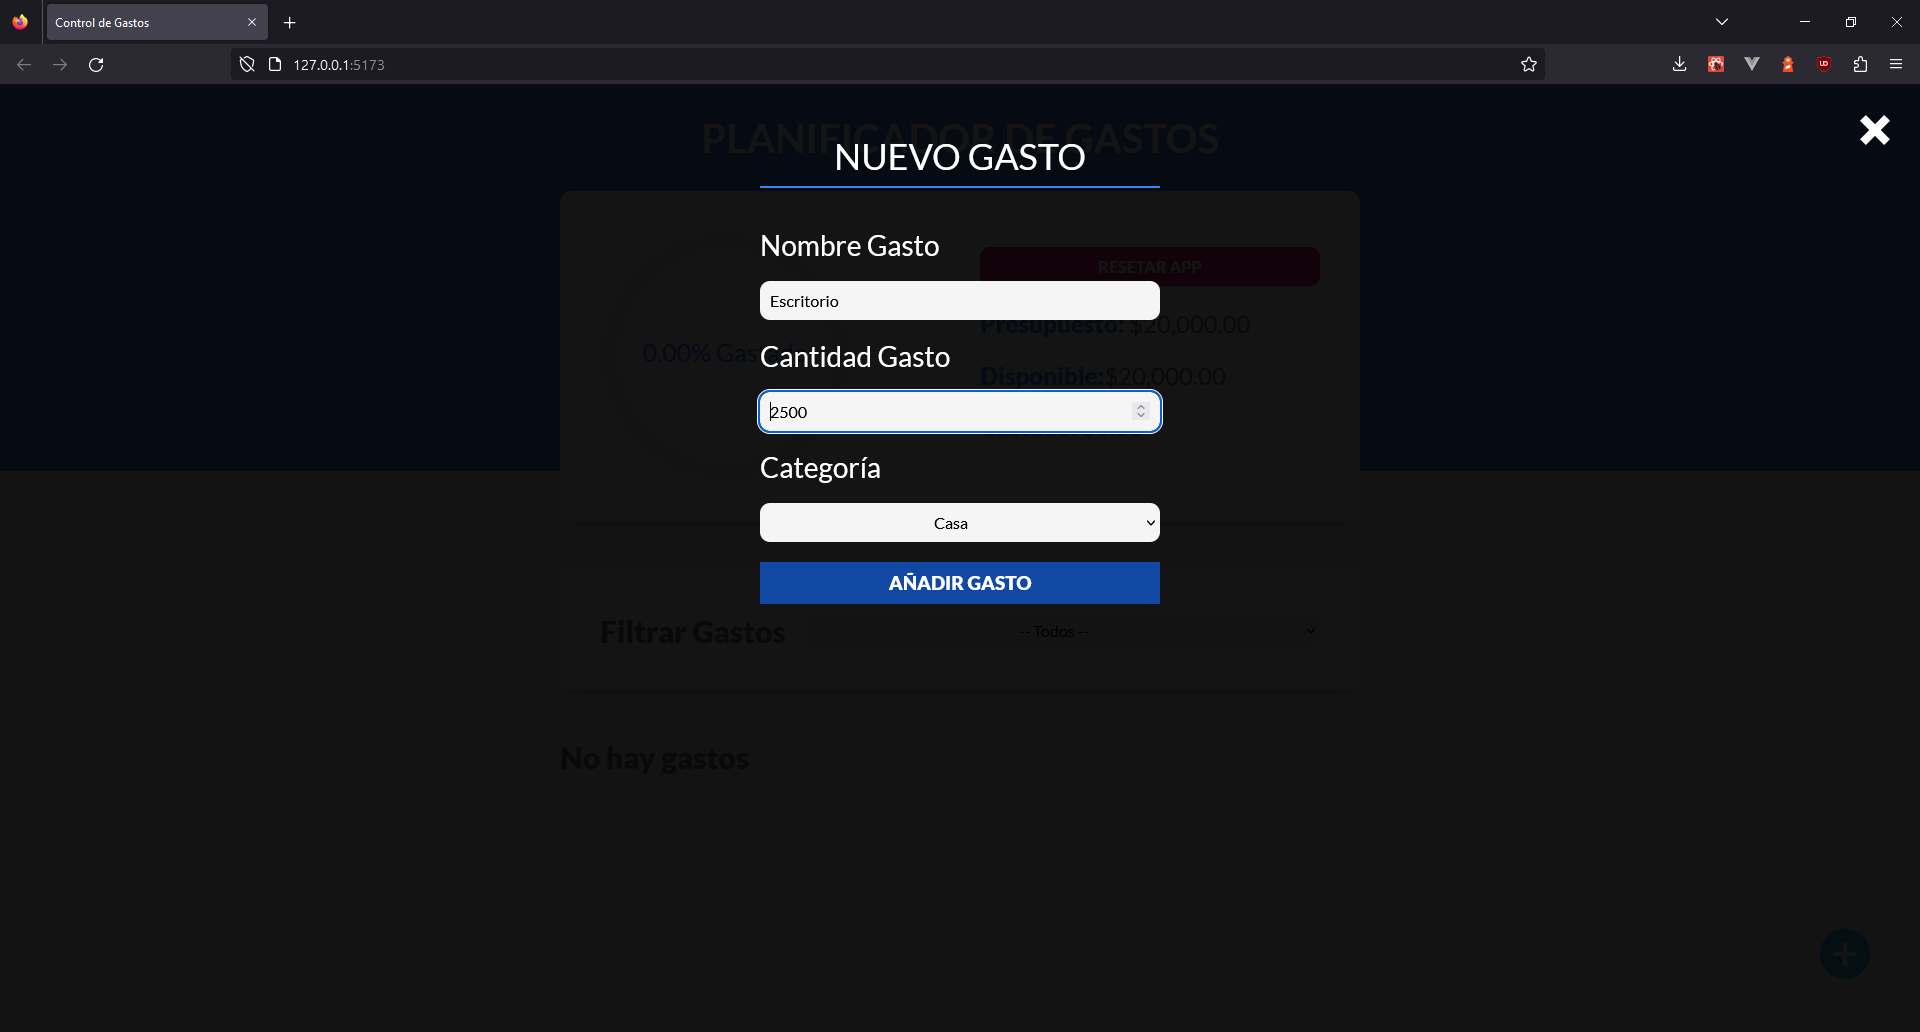 Control de Gastos
127.0.0.1:5173
PLANIFICADOR DE GASTOS
NUEVO GASTO
Nombre Gasto
RESETAR APP
Escritorio
Presupuesto: $20,000.00
0.00% Gastado
Cantidad Gasto
Disponible:$20,000.00
2500
Categoría
Casa
AÑADIR GASTO
Filtrar Gastos
-- Todos --
No hay gastos